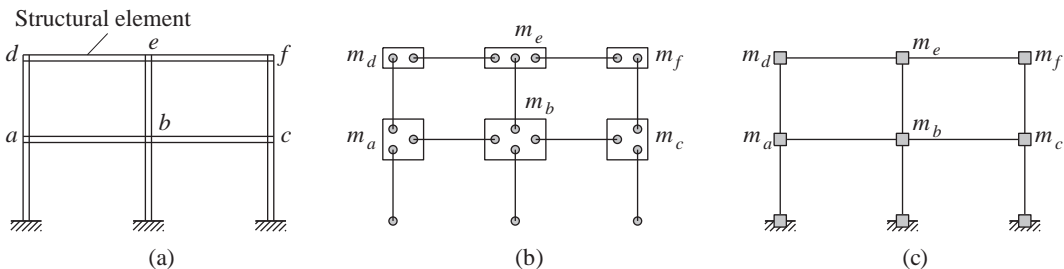 Structural element
d e f
a b c
(a)
m_d m_e m_f
m_a m_b m_c
(b)
m_d m_e m_f
m_a m_b m_c
(c)